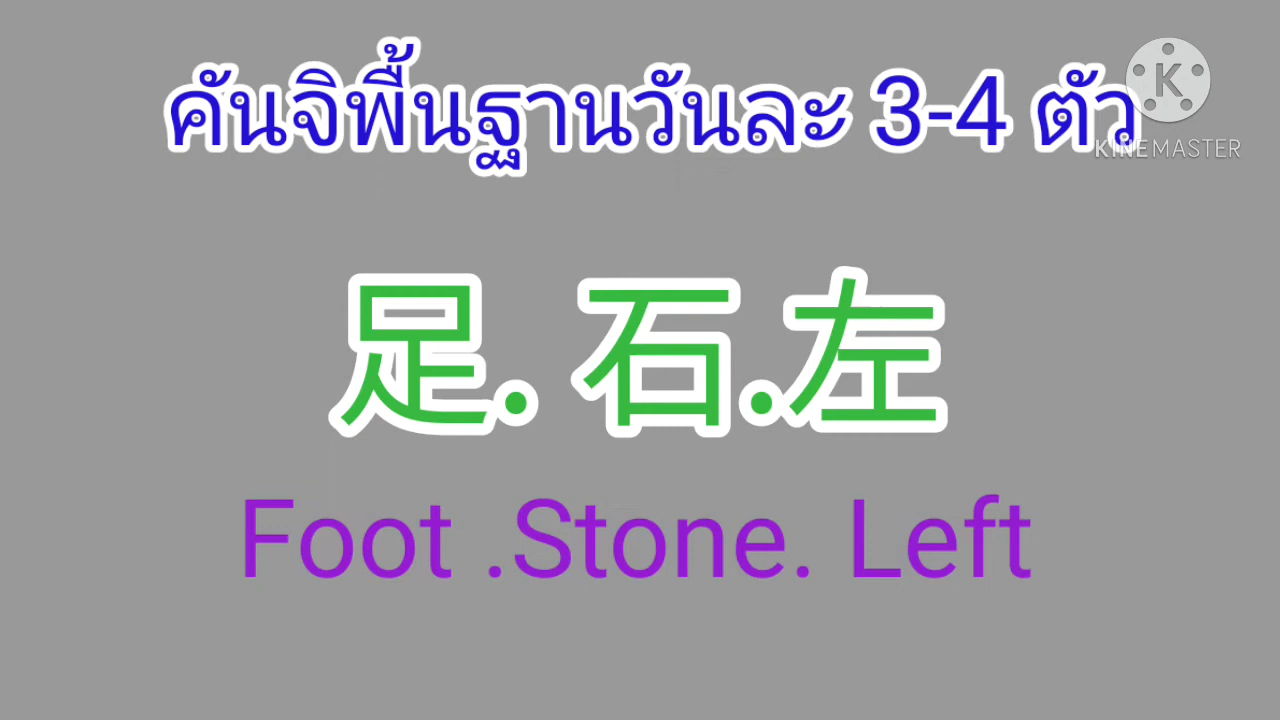 คันจิพื้นฐานวันละ 3-4 ตัว
KINEMASTER
足. 石.左
Foot .Stone. Left